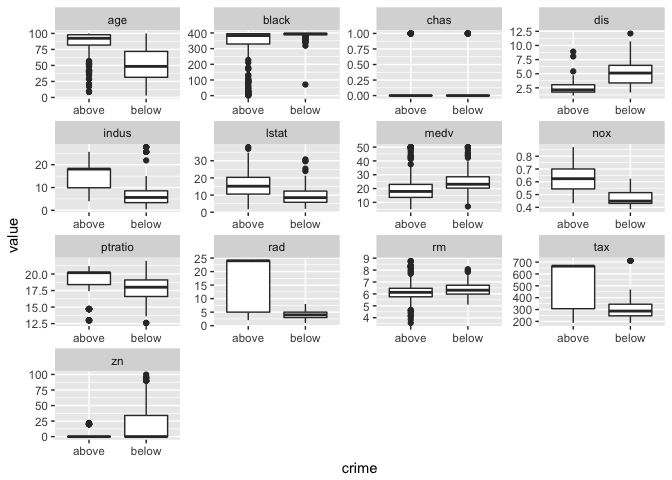 age black chas dis
100 400 1.00 12.5
75 300 0.75 10.0
50 200 0.50 7.5
25 100 0.25 5.0
0 0 0.00 2.5
above below above below above below above below
indus lstat medv nox
20 30 50 0.8
10 20 40 0.7
0 10 30 0.6
0 20 0.5
10 0.4
above below above below above below above below
value
ptratio rad rm tax
20.0 25 9 700
17.5 20 8 600
15.0 15 7 500
12.5 10 6 400
5 5 300
0 4 200
above below above below above below above below
zn
100
75
50
25
0
above below
crime